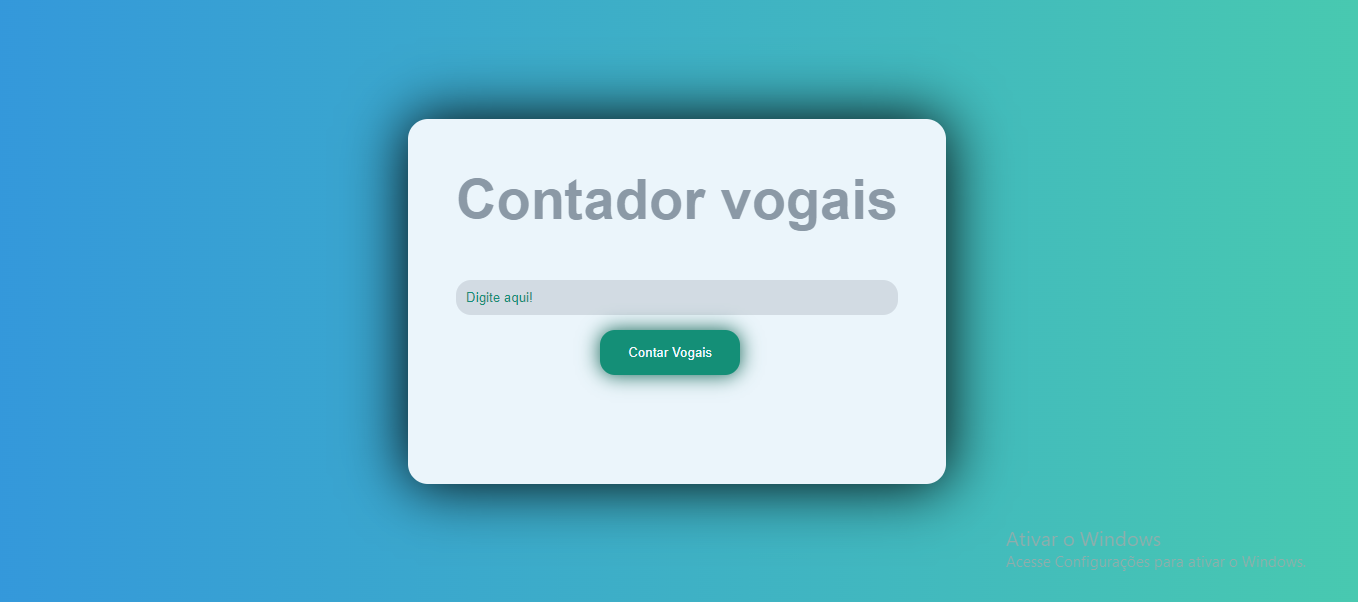 Contador vogais
Digite aqui!
Contar Vogais
Ativar o Windows
Acesse Configurações para ativar o Windows.